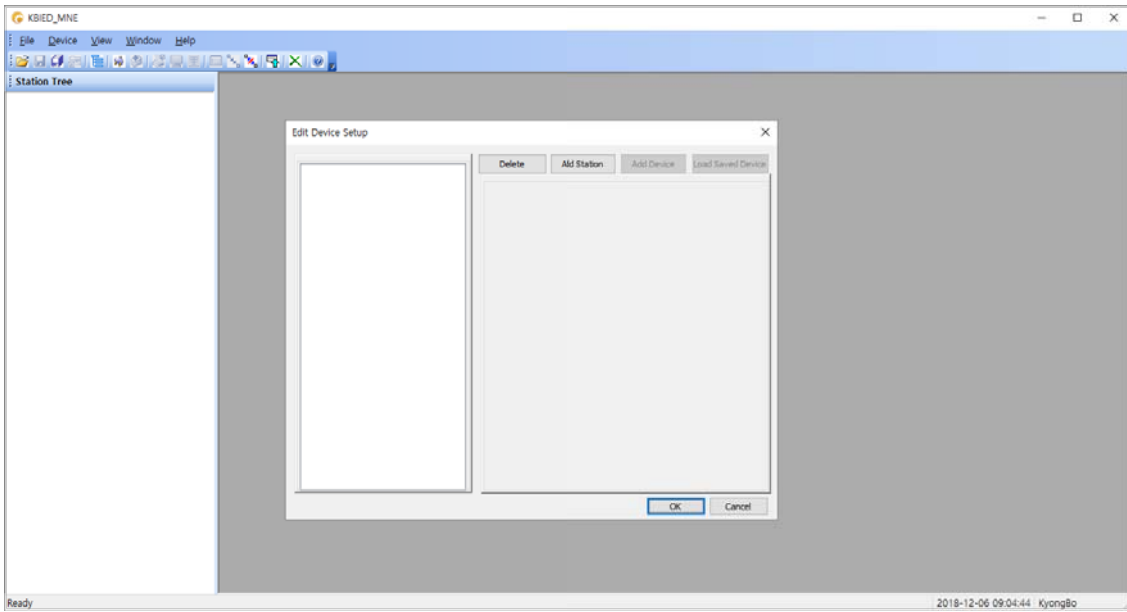 KBIED_MNE
File Device View Window Help
Station Tree
Edit Device Setup
Delete Ald Station Add Device Load Saved Device
OK Cancel
Ready 2018-12-06 09:04:44 KyongBo